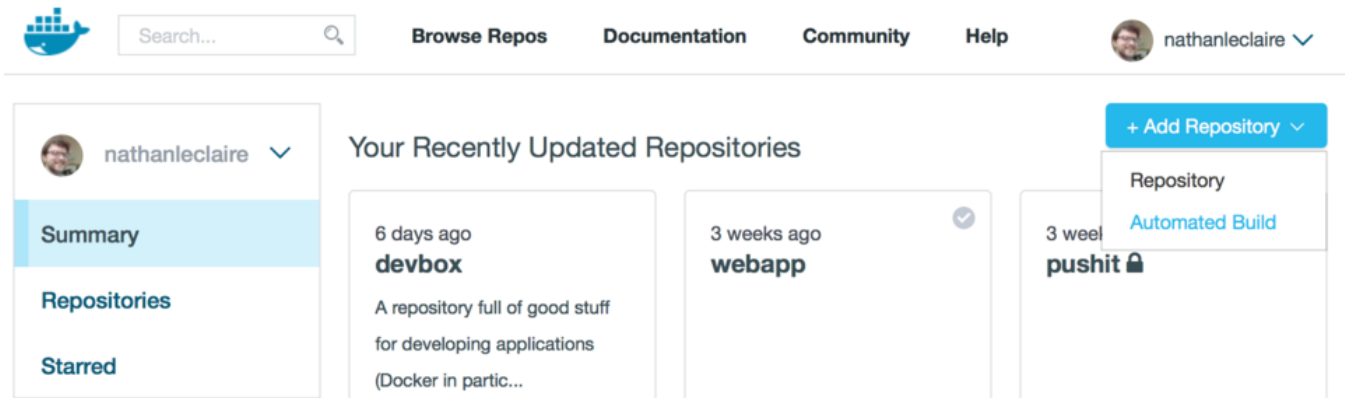 Search...
Browse Repos
Documentation
Community
Help
nathanleclaire
nathanleclaire
Summary
Repositories
Starred
Your Recently Updated Repositories
+ Add Repository
Repository
Automated Build
6 days ago
devbox
A repository full of good stuff
for developing applications
(Docker in partic...
3 weeks ago
webapp
3 week
pushit